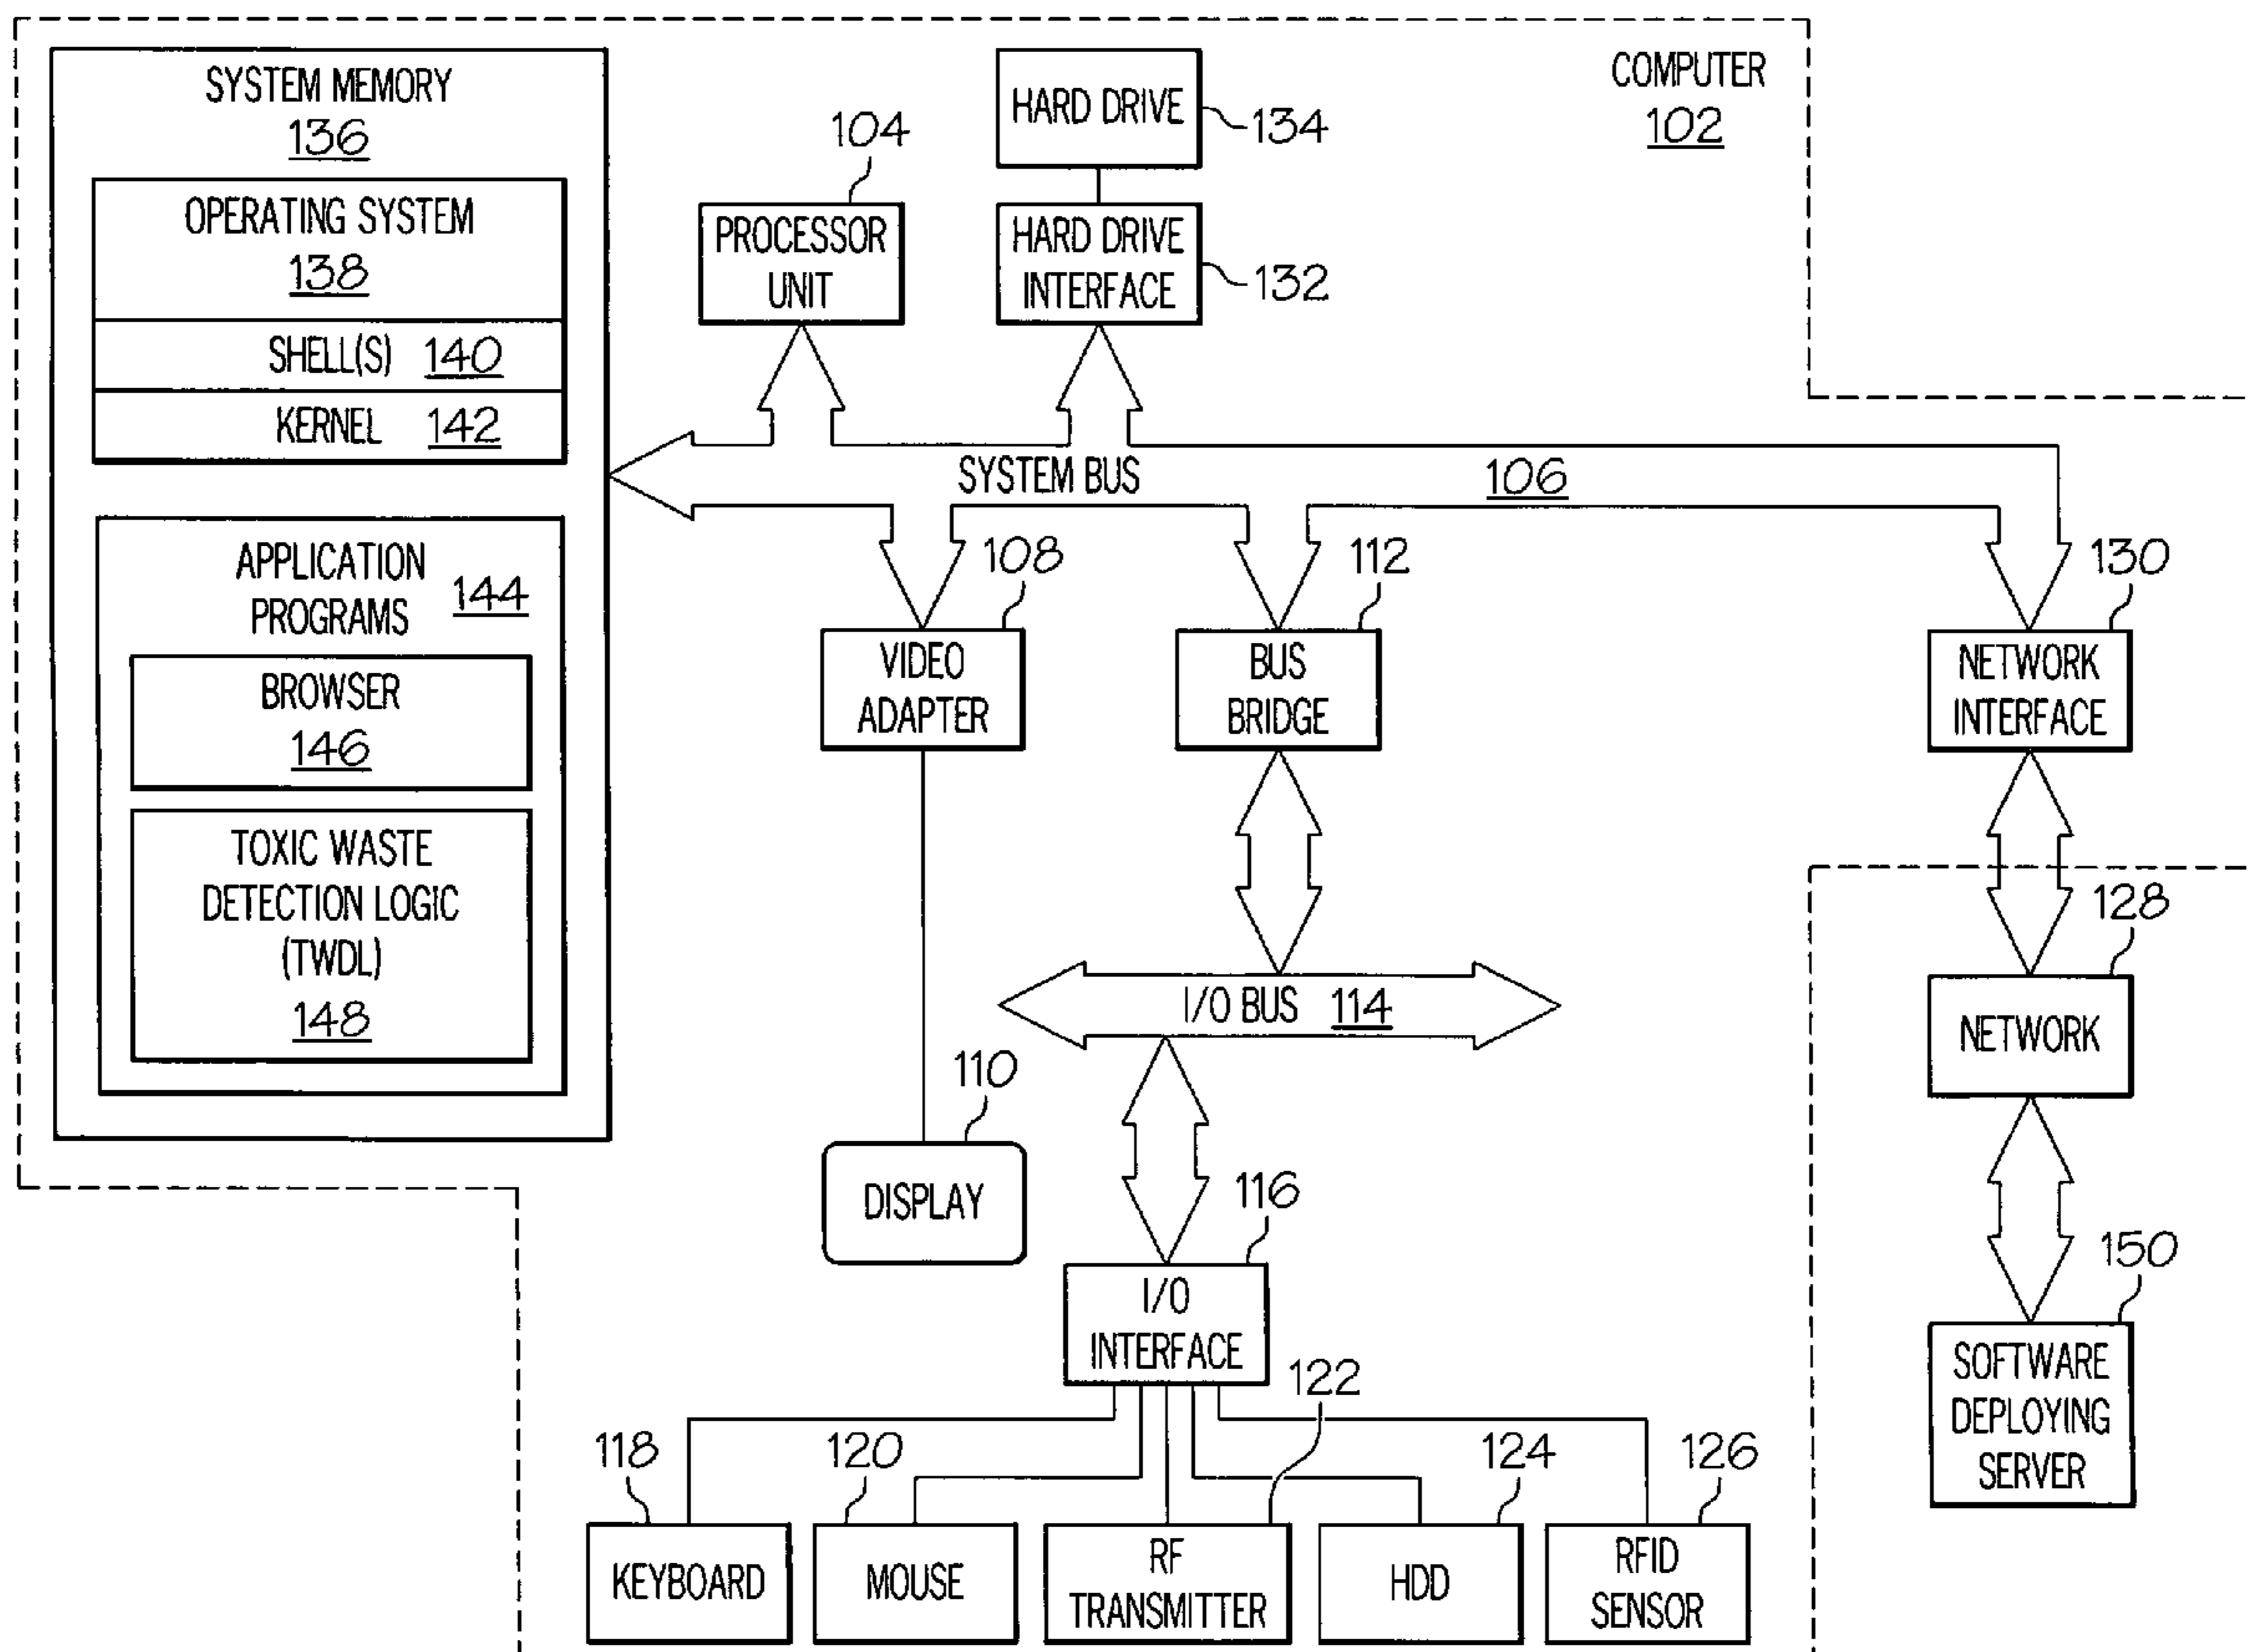 COMPUTER
102
SYSTEM MEMORY
136
OPERATING SYSTEM
138
SHELL(S) 140
KERNEL 142
APPLICATION
PROGRAMS
144
BROWSER
146
TOXIC WASTE
DETECTION LOGIC
(TWDL)
148
104
PROCESSOR
UNIT
HARD DRIVE
134
HARD DRIVE
INTERFACE
132
SYSTEM BUS 106
108
VIDEO
ADAPTER
112
BUS
BRIDGE
130
NETWORK
INTERFACE
I/O BUS 114
128
NETWORK
110
DISPLAY
116
I/O
INTERFACE
150
SOFTWARE
DEPLOYING
SERVER
118
KEYBOARD
120
MOUSE
122
RF
TRANSMITTER
124
HDD
126
RFID
SENSOR